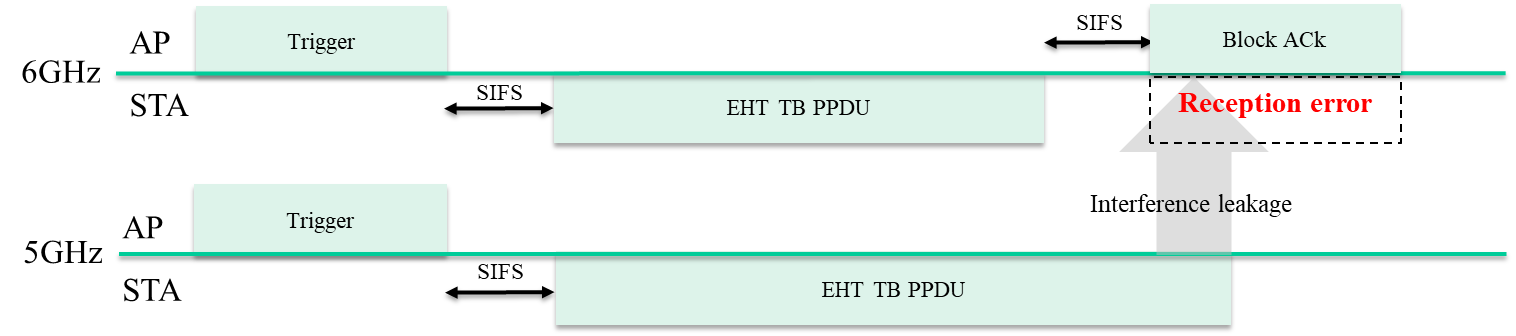 SIFS
AP
Trigger
Block ACk
6GHz
STA
SIFS
EHT TB PPDU
Reception error
Interference leakage
AP
Trigger
5GHz
STA
SIFS
EHT TB PPDU